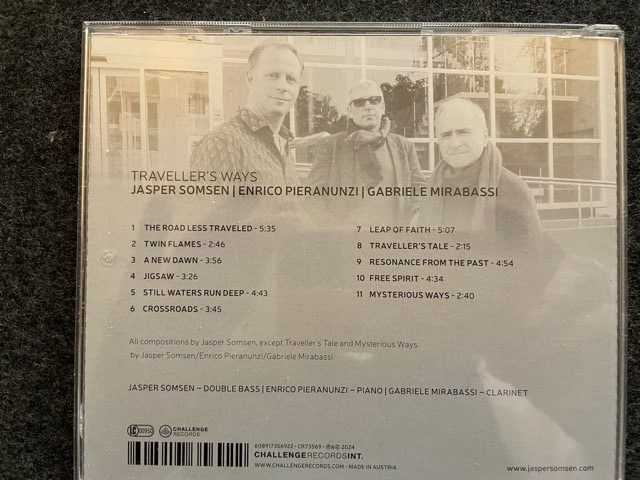 TRAVELLER'S WAYS
JASPER SOMSEN | ENRICO PIERANUNZI | GABRIELE MIRABASSI
1 THE ROAD LESS TRAVELED - 5:35
2 TWIN FLAMES - 2:46
3 A NEW DAWN - 3:56
4 JIGSAW - 3:26
5 STILL WATERS RUN DEEP - 4:43
6 CROSSROADS - 3:45
7 LEAP OF FAITH - 5:07
8 TRAVELLER'S TALE - 2:15
9 RESONANCE FROM THE PAST - 4:54
10 FREE SPIRIT - 4:34
11 MYSTERIOUS WAYS - 2:40
All compositions by Jasper Somsen, except Traveller's Tale and Mysterious Ways
by Jasper Somsen/Enrico Pieranunzi/Gabriele Mirabassi
JASPER SOMSEN – DOUBLE BASS | ENRICO PIERANUNZI – PIANO | GABRIELE MIRABASSI – CLARINET
LC 00950
CHALLENGE
RECORDS
608917356922 - CR73569 - ℗& © 2024
CHALLENGE RECORDS INT.
WWW.CHALLENGERECORDS.COM - MADE IN AUSTRIA
www.jaspersomsen.com